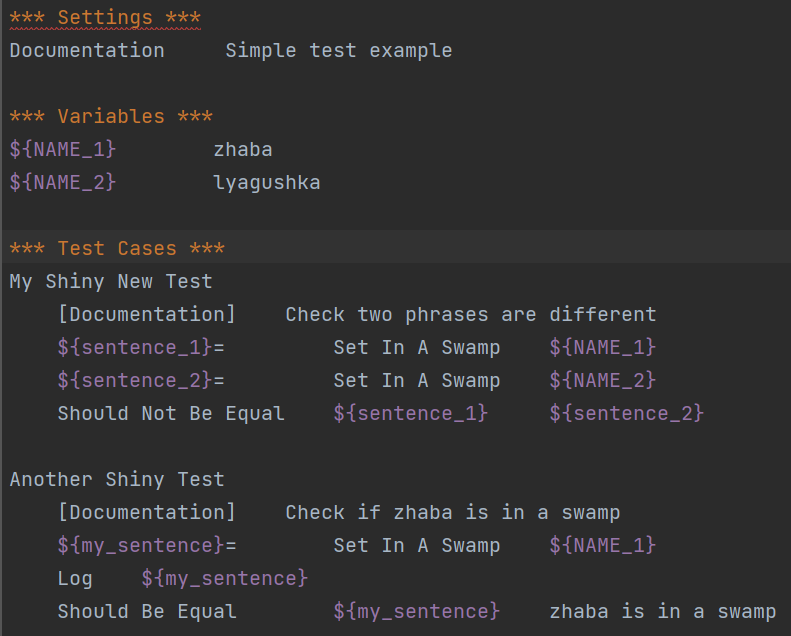 *** Settings ***
Documentation     Simple test example
*** Variables ***
${NAME_1}        zhaba
${NAME_2}        lyagushka
*** Test Cases ***
My Shiny New Test
    [Documentation]    Check two phrases are different
    ${sentence_1}=         Set In A Swamp    ${NAME_1}
    ${sentence_2}=         Set In A Swamp    ${NAME_2}
    Should Not Be Equal    ${sentence_1}     ${sentence_2}
Another Shiny Test
    [Documentation]    Check if zhaba is in a swamp
    ${my_sentence}=        Set In A Swamp    ${NAME_1}
    Log    ${my_sentence}
    Should Be Equal        ${my_sentence}    zhaba is in a swamp